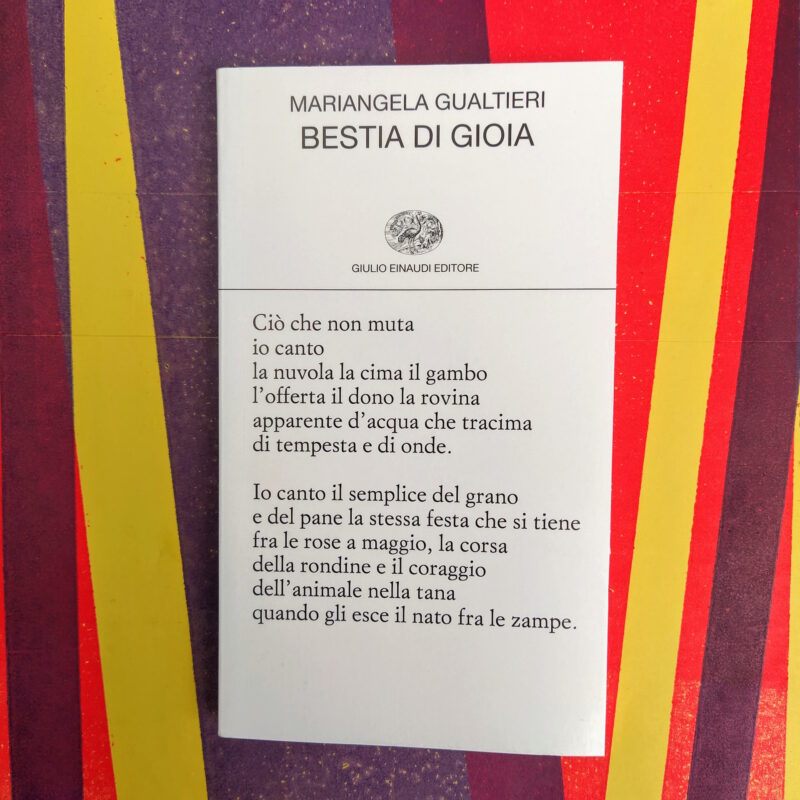 MARIANGELA GUALTIERI
BESTIA DI GIOIA
GIULIO EINAUDI EDITORE
Ciò che non muta
io canto
la nuvola la cima il gambo
l’offerta il dono la rovina
apparente d’acqua che tracima
di tempesta e di onde.
Io canto il semplice del grano
e del pane la stessa festa che si tiene
fra le rose a maggio, la corsa
della rondine e il coraggio
dell’animale nella tana
quando gli esce il nato fra le zampe.